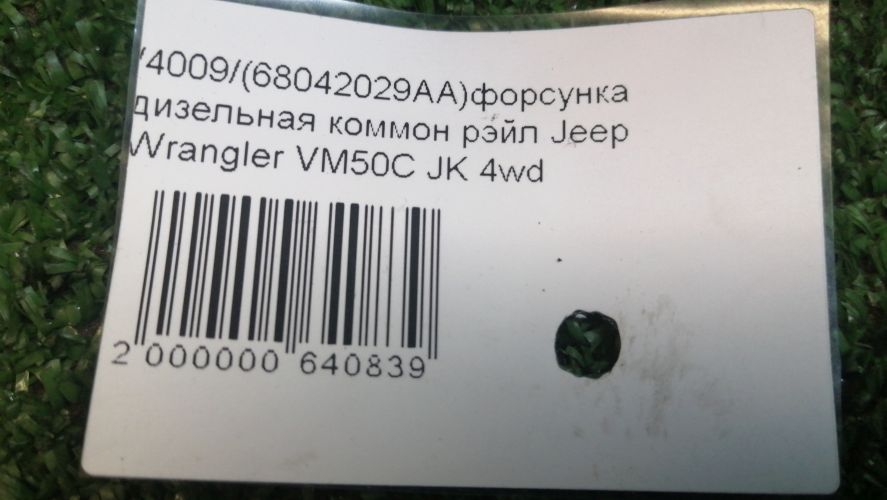 /4009/(68042029AA)форсунка
дизельная коммон рэйл Jeep
Wrangler VM50C JK 4wd
2 000000 640839